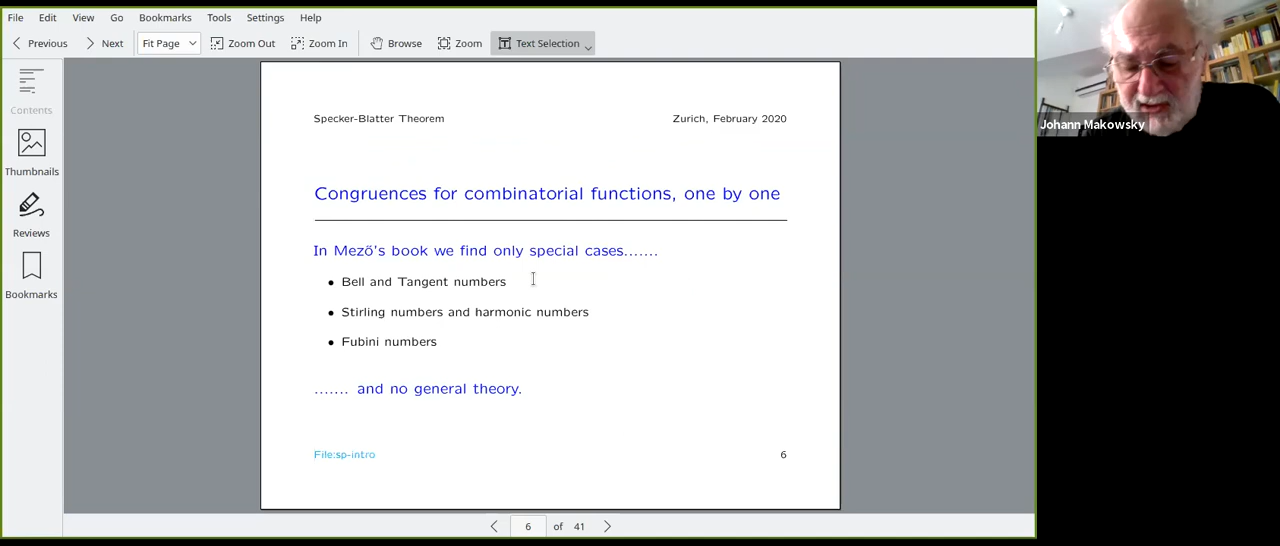 File Edit View Go Bookmarks Tools Settings Help
Previous Next Fit Page Zoom Out Zoom In Browse Zoom Text Selection
Contents
Thumbnails
Reviews
Bookmarks
Specker-Blatter Theorem Zurich, February 2020
Congruences for combinatorial functions, one by one
In Mezö's book we find only special cases.......
• Bell and Tangent numbers
• Stirling numbers and harmonic numbers
• Fubini numbers
....... and no general theory.
File:sp-intro 6
6 of 41
Johann Makowsky